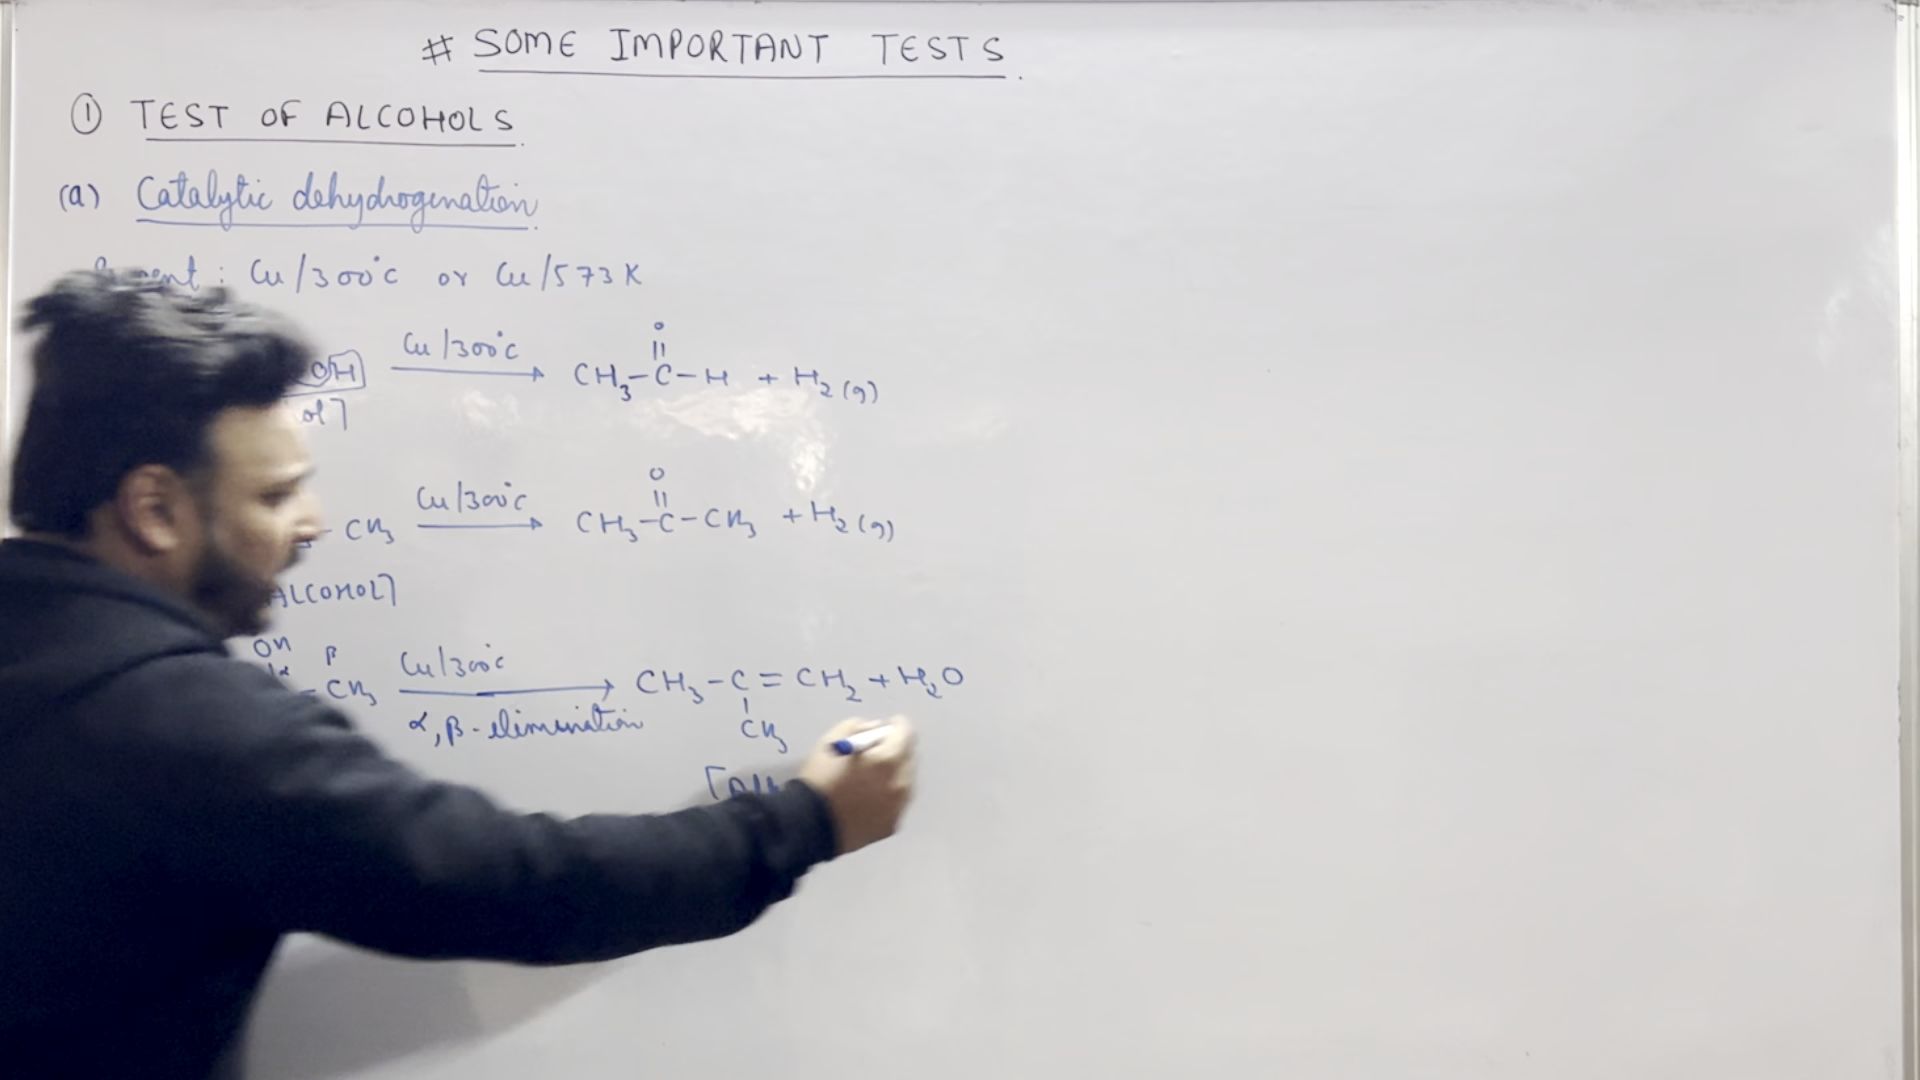 # SOME IMPORTANT TESTS.
① TEST OF ALCOHOLS.
(a) Catalytic dehydrogenation.
: Cu/300°C or Cu/573 K
OH Cu/300°C CH₃-C-H + H₂(g)
O
ol]
O
CH₃ Cu/300°C CH₃-C-CH₃ + H₂(g)
ALCOHOL]
OH β
α -CH₃ Cu/300°C CH₃-C=CH₂ + H₂O
α, β-elimination CH₃